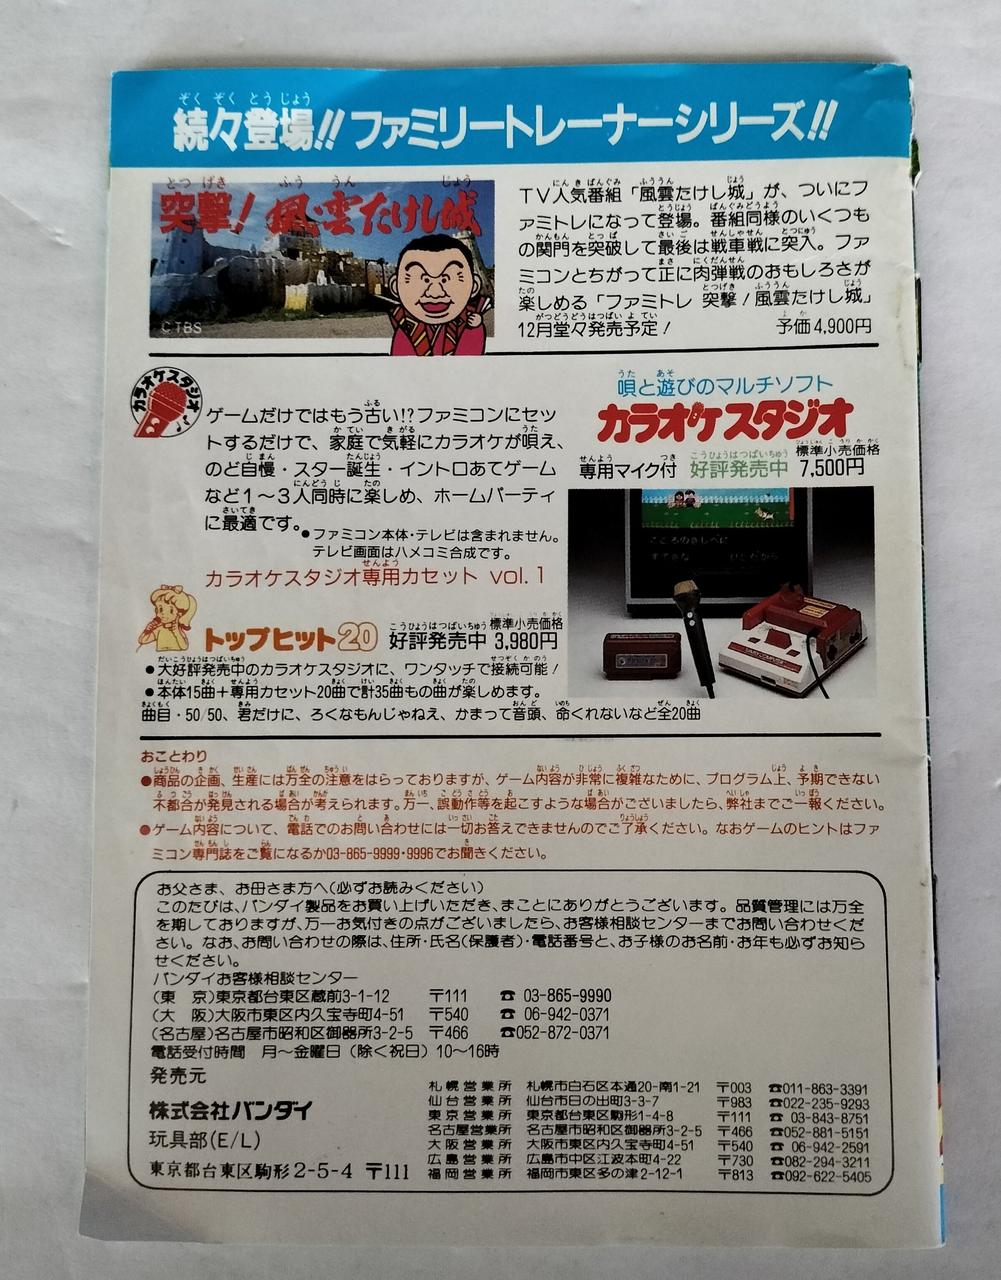 続々登場!! ファミリートレーナーシリーズ!!
突撃! 風雲たけし城
©TBS
TV人気番組「風雲たけし城」が、ついにフ
ァミトレになって登場。番組同様のいくつも
の関門を突破して最後は戦車戦に突入。ファ
ミコンとちがって正に肉弾戦のおもしろさが
楽しめる「ファミトレ 突撃!風雲たけし城」
12月堂々発売予定! 予価4,900円
カラオケスタジオ
ゲームだけではもう古い!?ファミコンにセッ
トするだけで、家庭で気軽にカラオケが唄え、
のど自慢・スター誕生・イントロあてゲーム
など1〜3人同時に楽しめ、ホームパーティ
に最適です。
●ファミコン本体・テレビは含まれません。
テレビ画面はハメコミ合成です。
唄と遊びのマルチソフト
カラオケスタジオ
専用マイク付 好評発売中 標準小売価格 7,500円
カラオケスタジオ専用カセット vol.1
トップヒット20 好評発売中 標準小売価格 3,980円
●大好評発売中のカラオケスタジオに、ワンタッチで接続可能!
●本体15曲+専用カセット20曲で計35曲もの曲が楽しめます。
曲目・50/50、君だけに、ろくなもんじゃねえ、かまって音頭、命くれないなど全20曲
おことわり
●商品の企画、生産には万全の注意をはらっておりますが、ゲーム内容が非常に複雑なために、プログラム上、予期できない
不都合が発見される場合が考えられます。万一、誤動作等を起こすような場合がございましたら、弊社までご一報ください。
●ゲーム内容について、電話でのお問い合わせには一切お答えできませんのでご了承ください。なおゲームのヒントはファ
ミコン専門誌をご覧になるか03-865-9999・9996でお聞きください。
お父さま、お母さま方へ(必ずお読みください)
このたびは、バンダイ製品をお買い上げいただき、まことにありがとうございます。品質管理には万全
を期しておりますが、万一お気付きの点がございましたら、お客様相談センターまでお問い合わせくだ
さい。なお、お問い合わせの際は、住所・氏名(保護者)・電話番号と、お子様のお名前・お年も必ずお知ら
せください。
バンダイお客様相談センター
(東 京)東京都台東区蔵前3-1-12 〒111 ☎ 03-865-9990
(大 阪)大阪市東区内久宝寺町4-51 〒540 ☎ 06-942-0371
(名古屋)名古屋市昭和区御器所3-2-5 〒466 ☎052-872-0371
電話受付時間 月〜金曜日(除く祝日)10〜16時
発売元
株式会社バンダイ
玩具部(E/L)
東京都台東区駒形2-5-4 〒111
札幌営業所 札幌市白石区本通20-南1-21 〒003 ☎011-863-3391
仙台営業所 仙台市日の出町3-3-7 〒983 ☎022-235-9293
東京営業所 東京都台東区駒形1-4-8 〒111 ☎ 03-843-8751
名古屋営業所 名古屋市昭和区御器所3-2-5 〒466 ☎052-881-5151
大阪営業所 大阪市東区内久宝寺町4-51 〒540 ☎ 06-942-2591
広島営業所 広島市中区江波本町4-22 〒730 ☎082-294-3211
福岡営業所 福岡市東区多の津2-12-1 〒813 ☎092-622-5405